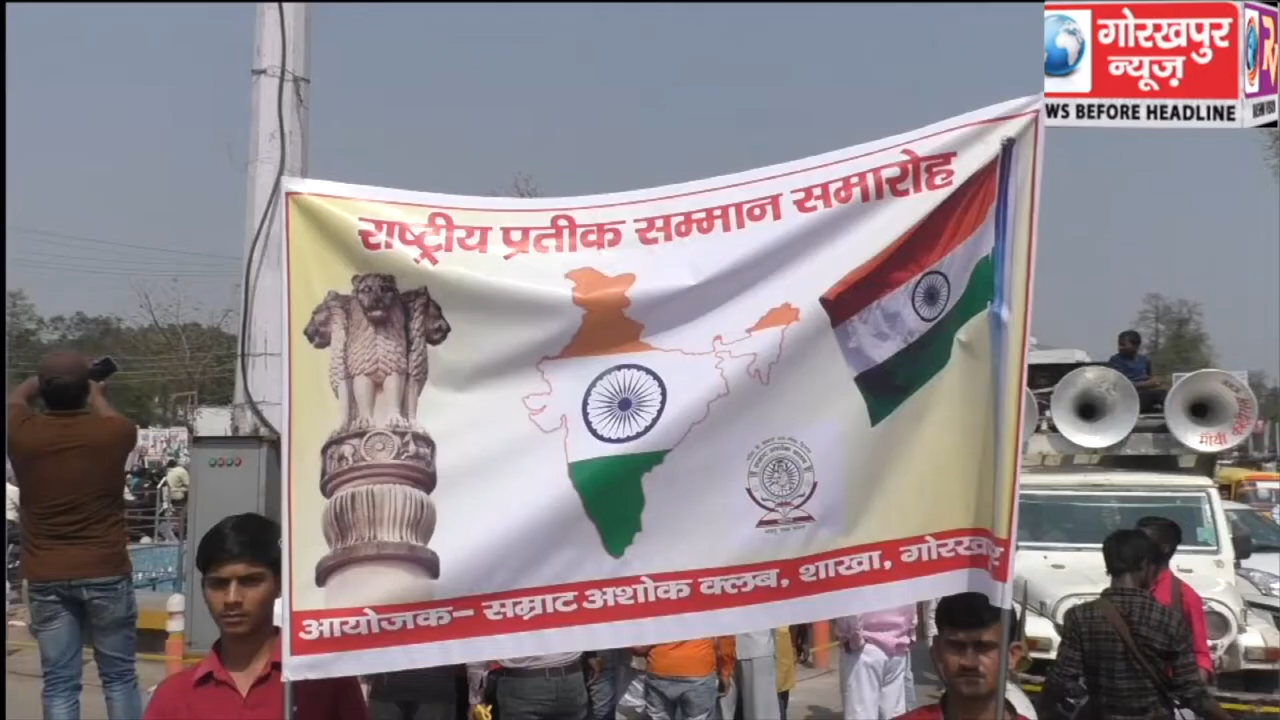 गोरखपुर
न्यूज़
WS BEFORE HEADLINE
राष्ट्रीय प्रतीक सम्मान समारोह
आयोजक– सम्राट अशोक क्लब, शाखा, गोरखपुर
मौर्या